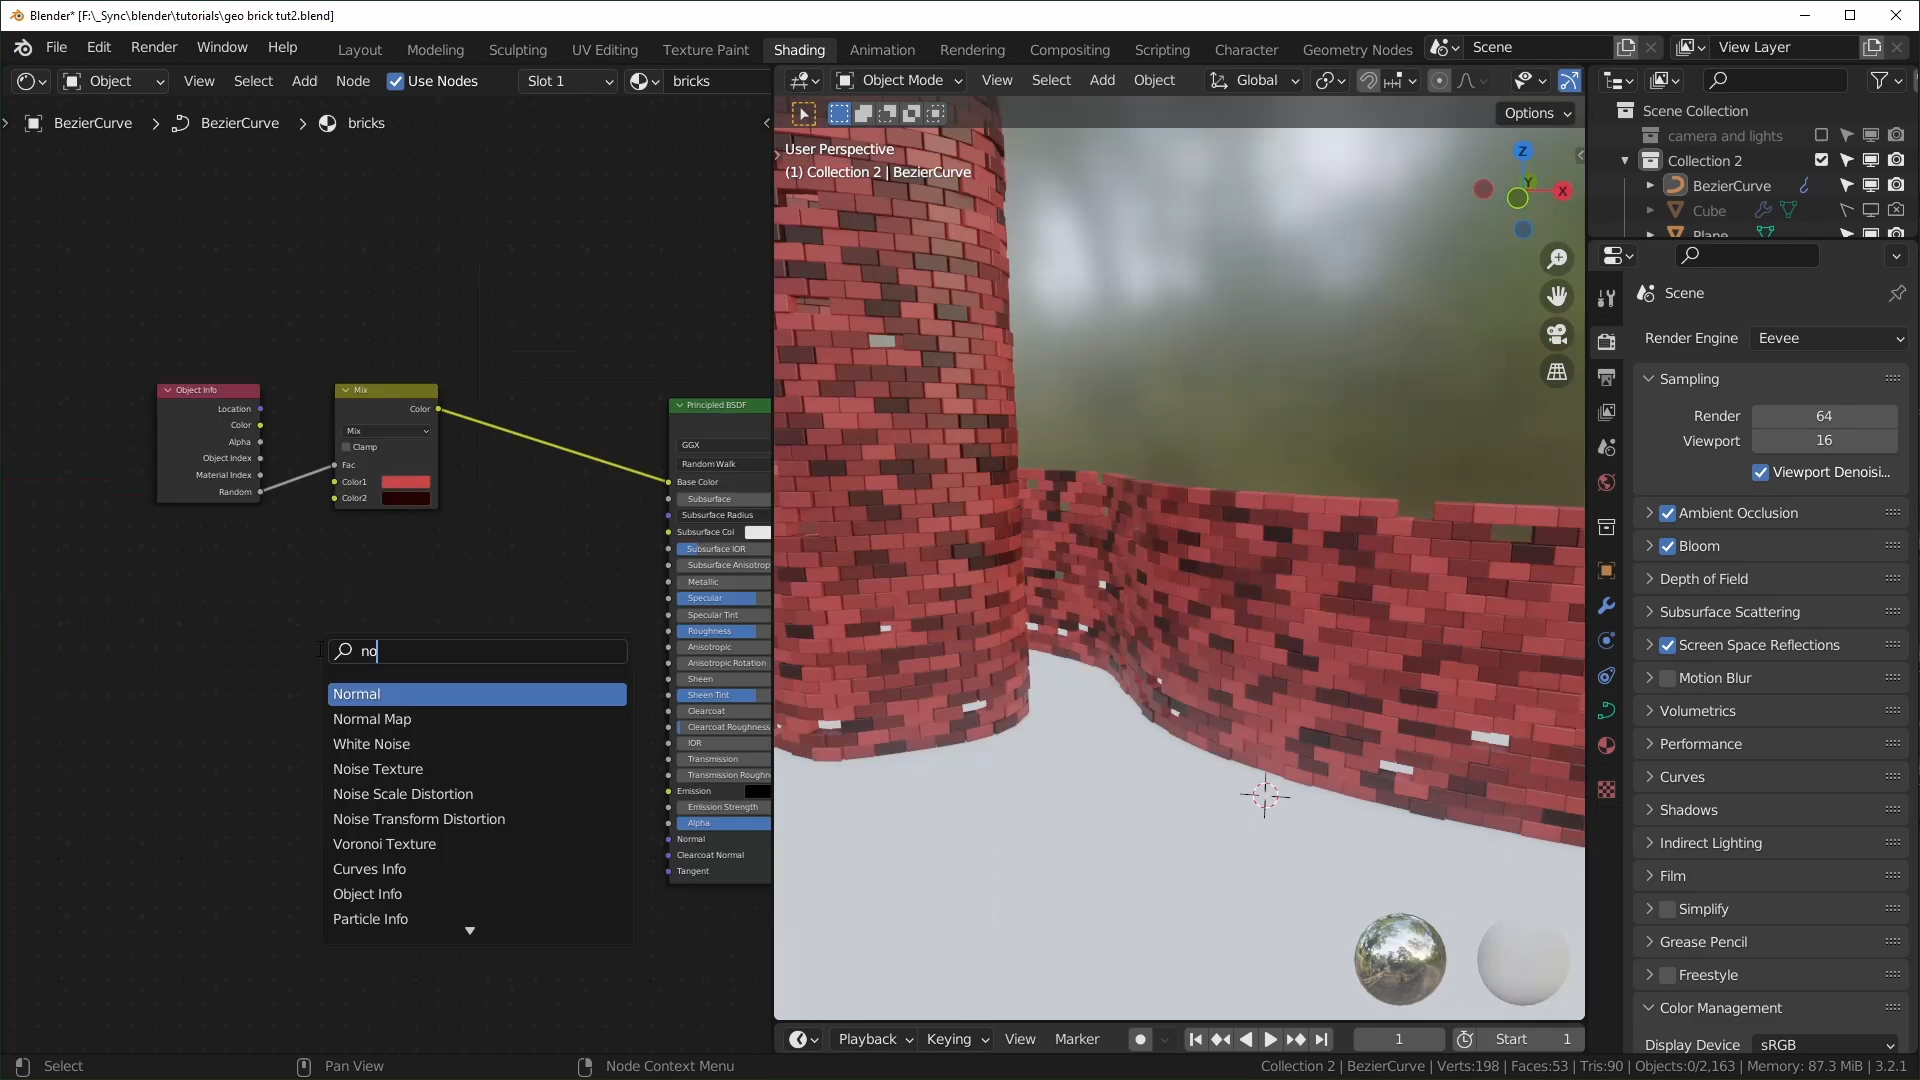 Blender* [F:\_Sync\blender\tutorials\geo brick tut2.blend]
File Edit Render Window Help Layout Modeling Sculpting UV Editing Texture Paint Shading Animation Rendering Compositing Scripting Character Geometry Nodes Scene View Layer
Object View Select Add Node Use Nodes Slot 1 bricks
Object Mode View Select Add Object Global
Options
BezierCurve > BezierCurve > bricks
User Perspective
(1) Collection 2 | BezierCurve
Z
Y
X
Scene Collection
camera and lights
Collection 2
BezierCurve
Cube
Plane
Scene
Render Engine Eevee
Sampling
Render 64
Viewport 16
Viewport Denoisi...
Ambient Occlusion
Bloom
Depth of Field
Subsurface Scattering
Screen Space Reflections
Motion Blur
Volumetrics
Performance
Curves
Shadows
Indirect Lighting
Film
Simplify
Grease Pencil
Freestyle
Color Management
Display Device sRGB
Object Info
Location
Color
Alpha
Object Index
Material Index
Random
Mix
Color
Mix
Clamp
Fac
Color1
Color2
Principled BSDF
GGX
Random Walk
Base Color
Subsurface
Subsurface Radius
Subsurface Col
Subsurface IOR
Subsurface Anisotrop
Metallic
Specular
Specular Tint
Roughness
Anisotropic
Anisotropic Rotation
Sheen
Sheen Tint
Clearcoat
Clearcoat Roughness
IOR
Transmission
Transmission Roughn
Emission
Emission Strength
Alpha
Normal
Clearcoat Normal
Tangent
no
Normal
Normal Map
White Noise
Noise Texture
Noise Scale Distortion
Noise Transform Distortion
Voronoi Texture
Curves Info
Object Info
Particle Info
Playback Keying View Marker 1 Start 1
Select Pan View Node Context Menu Collection 2 | BezierCurve | Verts:198 | Faces:53 | Tris:90 | Objects:0/2,163 | Memory: 87.3 MiB | 3.2.1